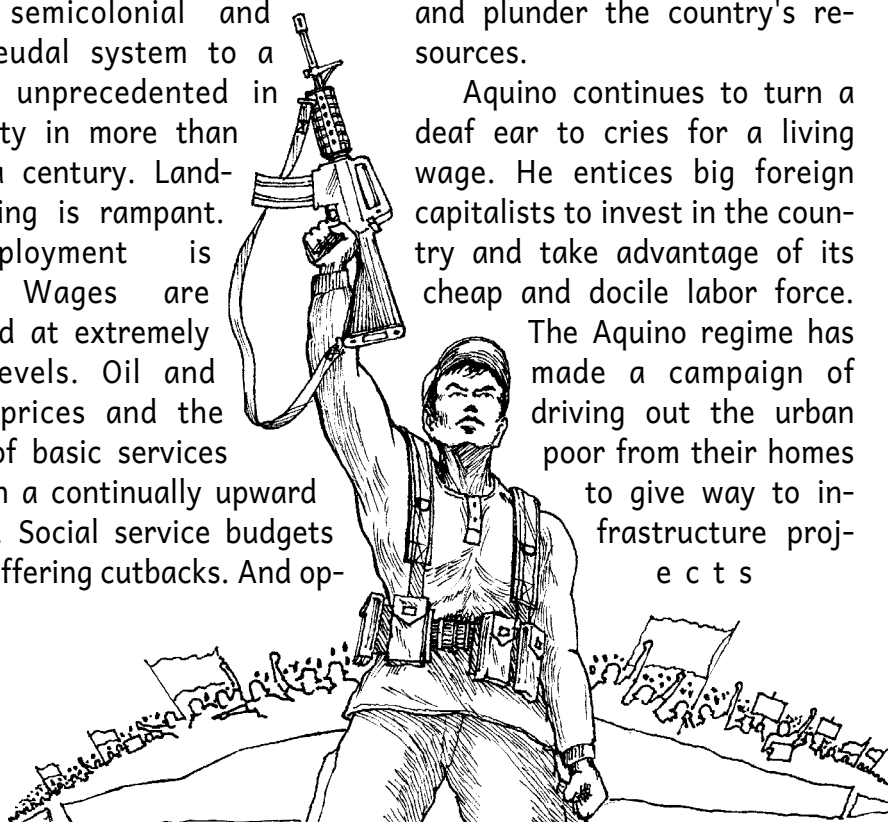 semicolonial and
eudal system to a
unprecedented in
ty in more than
a century. Land-
ing is rampant.
ployment is
Wages are
d at extremely
evels. Oil and
prices and the
of basic services
n a continually upward
. Social service budgets
ffering cutbacks. And op-
and plunder the country's re-
sources.
Aquino continues to turn a
deaf ear to cries for a living
wage. He entices big foreign
capitalists to invest in the coun-
try and take advantage of its
cheap and docile labor force.
The Aquino regime has
made a campaign of
driving out the urban
poor from their homes
to give way to in-
frastructure proj-
ects